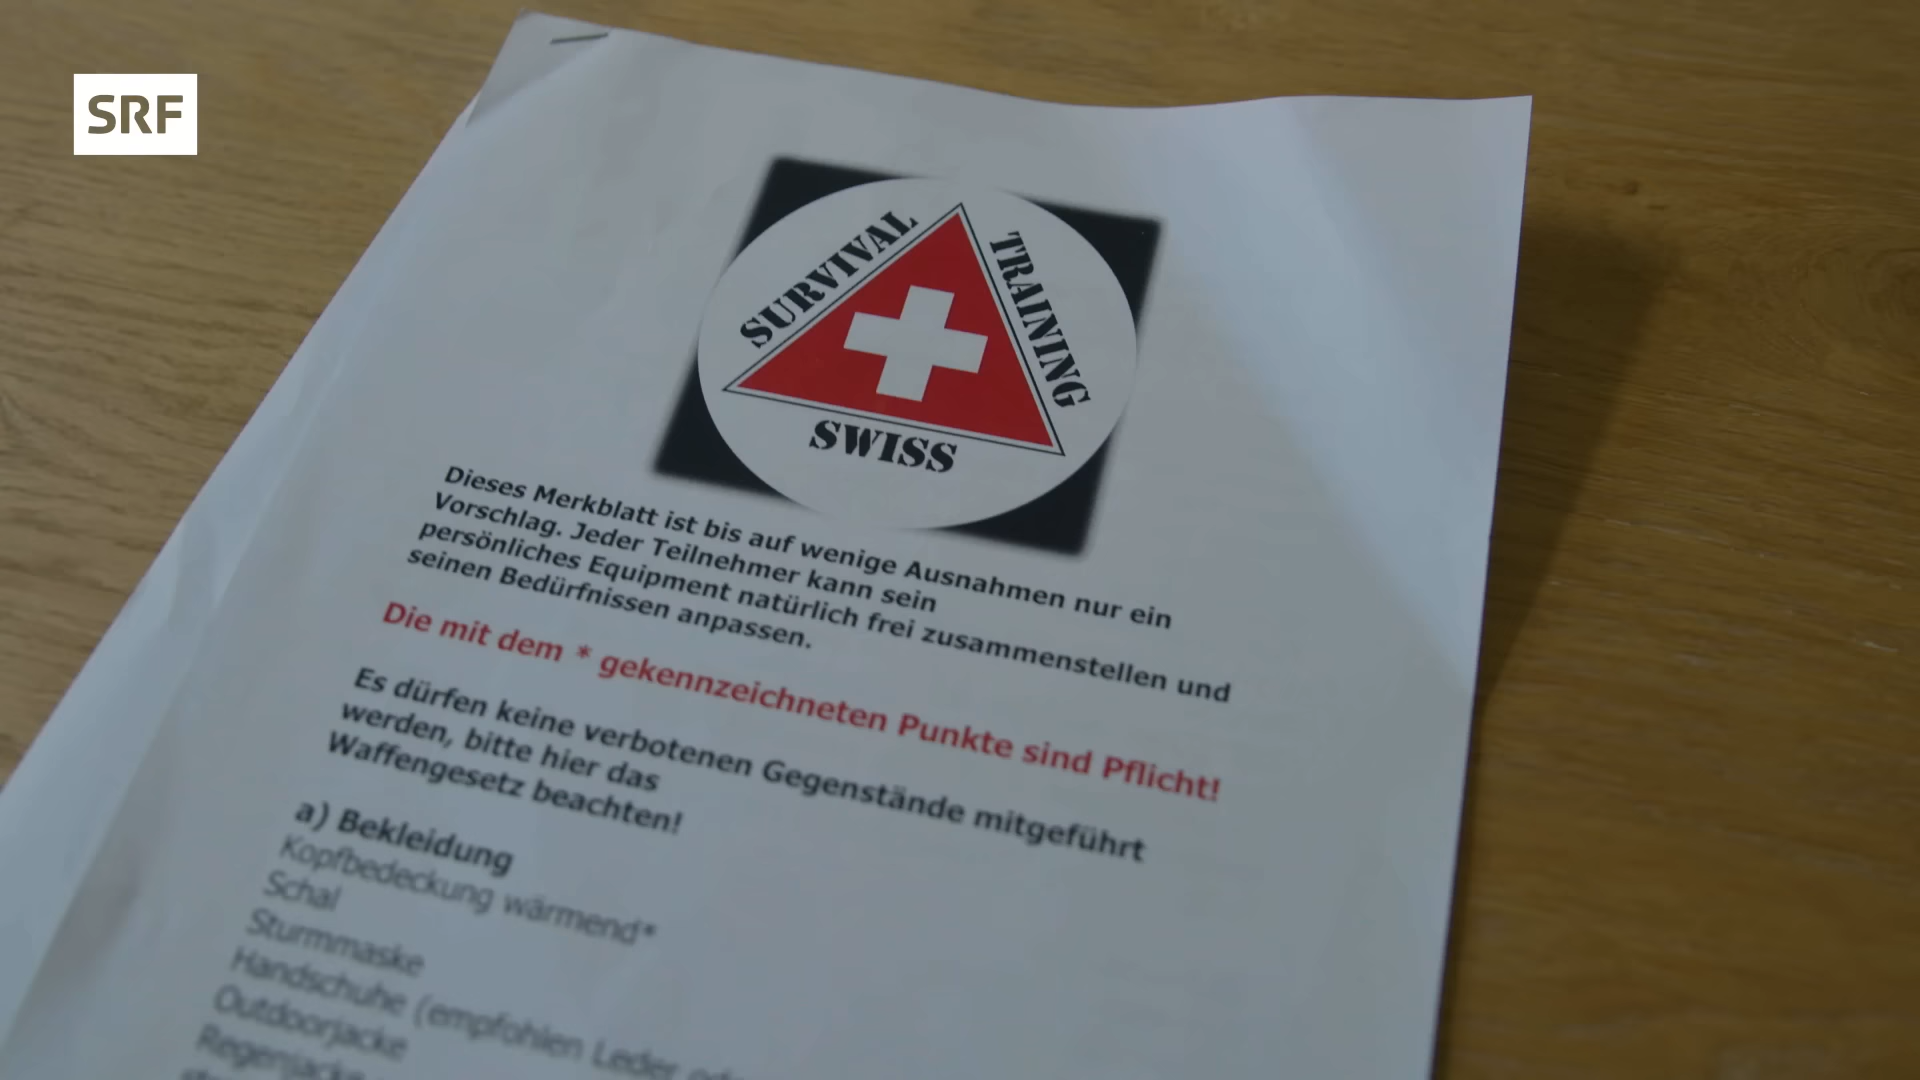 SRF
SURVIVAL
TRAINING
SWISS
Dieses Merkblatt ist bis auf wenige Ausnahmen nur ein
Vorschlag. Jeder Teilnehmer kann sein
persönliches Equipment natürlich frei zusammenstellen und
seinen Bedürfnissen anpassen.
Die mit dem * gekennzeichneten Punkte sind Pflicht!
Es dürfen keine verbotenen Gegenstände mitgeführt
werden, bitte hier das
Waffengesetz beachten!
a) Bekleidung
Kopfbedeckung wärmend*
Schal
Sturmmaske
Handschuhe (empfohlen Leder
Outdoorjacke
Regenjacke